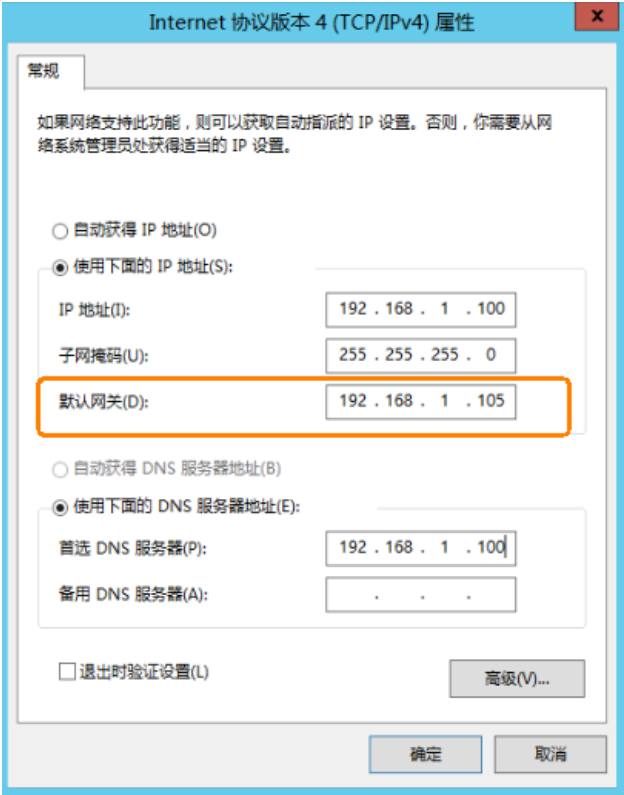 Internet 协议版本 4 (TCP/IPv4) 属性
x
常规
如果网络支持此功能，则可以获取自动指派的 IP 设置。否则，你需要从网
络系统管理员处获得适当的 IP 设置。
自动获得 IP 地址(O)
使用下面的 IP 地址(S):
IP 地址(I): 192 . 168 . 1 . 100
子网掩码(U): 255 . 255 . 255 . 0
默认网关(D): 192 . 168 . 1 . 105
自动获得 DNS 服务器地址(B)
使用下面的 DNS 服务器地址(E):
首选 DNS 服务器(P): 192 . 168 . 1 . 100
备用 DNS 服务器(A): . . .
退出时验证设置(L)
高级(V)...
确定 取消